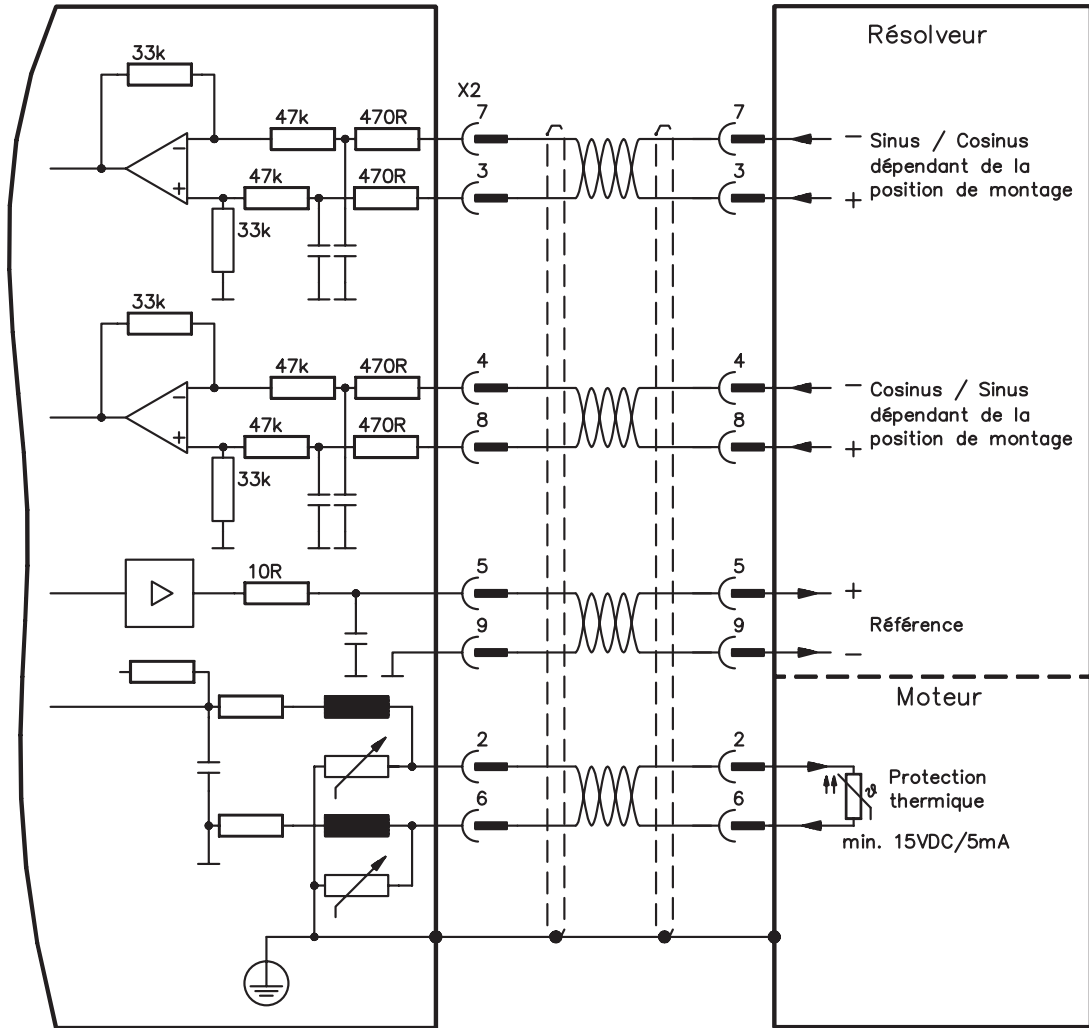 Résolveur
33k
X2
47k
470R
7
7
− Sinus / Cosinus
dépendant de la
position de montage
+
−
+
47k
470R
3
3
33k
33k
47k
470R
4
4
− Cosinus / Sinus
dépendant de la
position de montage
+
−
+
47k
470R
8
8
33k
10R
5
5
+
Référence
−
9
9
Moteur
2
2
Protection
thermique
ϑ
6
6
min. 15VDC/5mA